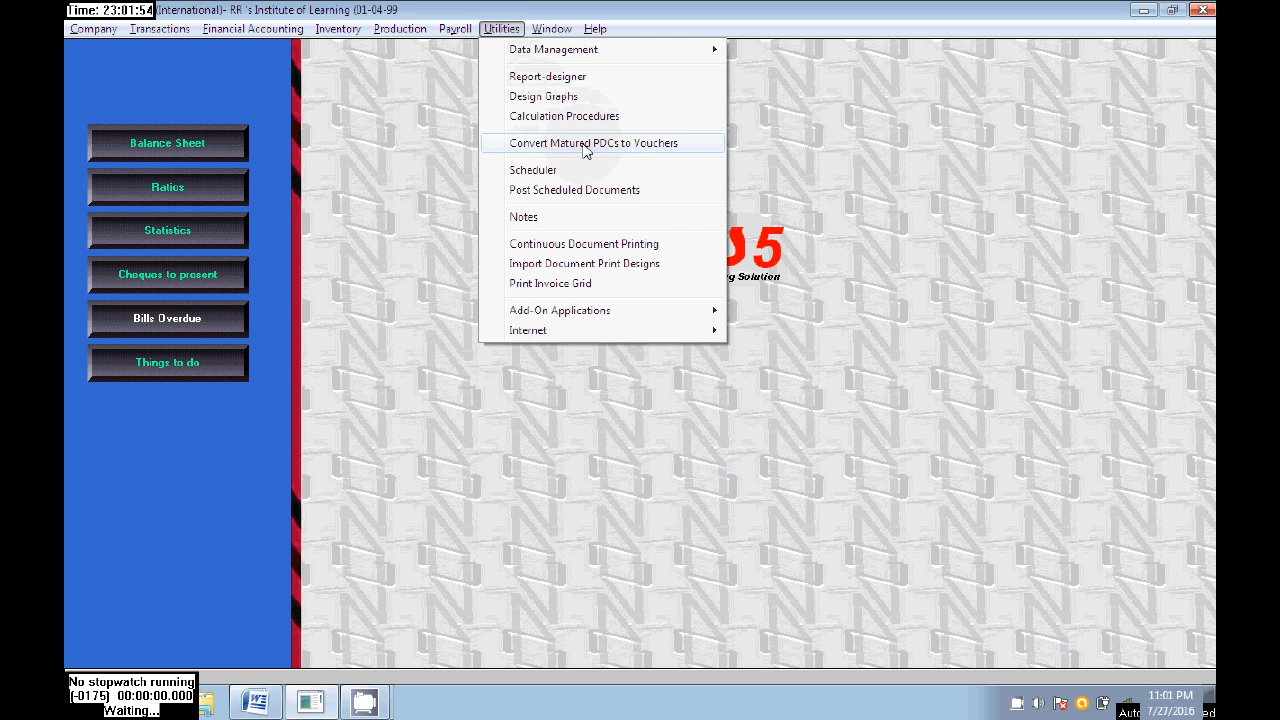 Time: 23:01:54 (International)- RR 's Institute of Learning (01-04-99
Company Transactions Financial Accounting Inventory Production Payroll Utilities Window Help
Data Management
Report-designer
Design Graphs
Calculation Procedures
Convert Matured PDCs to Vouchers
Scheduler
Post Scheduled Documents
Notes
Continuous Document Printing
Import Document Print Designs
Print Invoice Grid
Add-On Applications
Internet
Balance Sheet
Ratios
Statistics
Cheques to present
Bills Overdue
Things to do
5
Solution
No stopwatch running
(-0175) 00:00:00.000
Waiting...
11:01 PM
7/27/2016